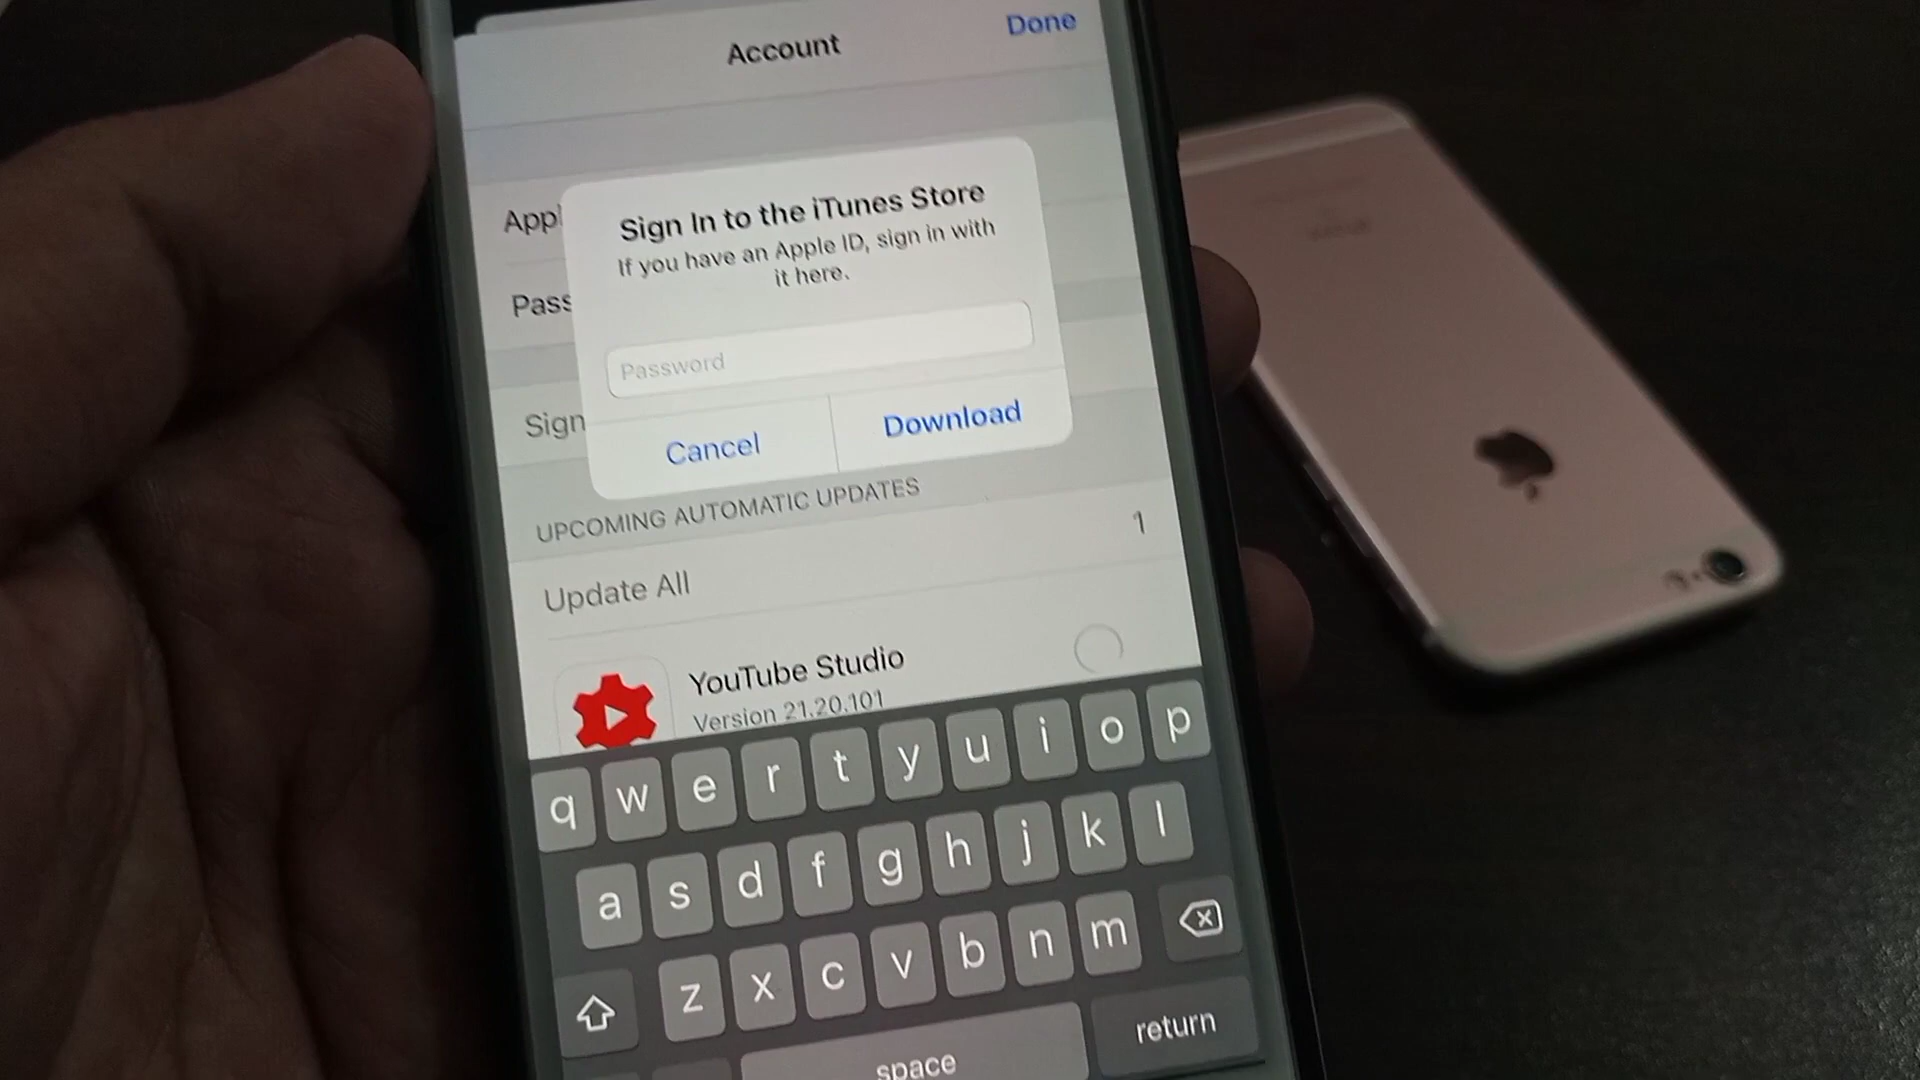 Done
Account
Sign In to the iTunes Store
If you have an Apple ID, sign in with
it here.
Appl
Pass
Password
Sign
Cancel
Download
UPCOMING AUTOMATIC UPDATES
Update All
1
YouTube Studio
Version 21.20.101
q w e r t y u i o p
a s d f g h j k l
z x c v b n m
space
return